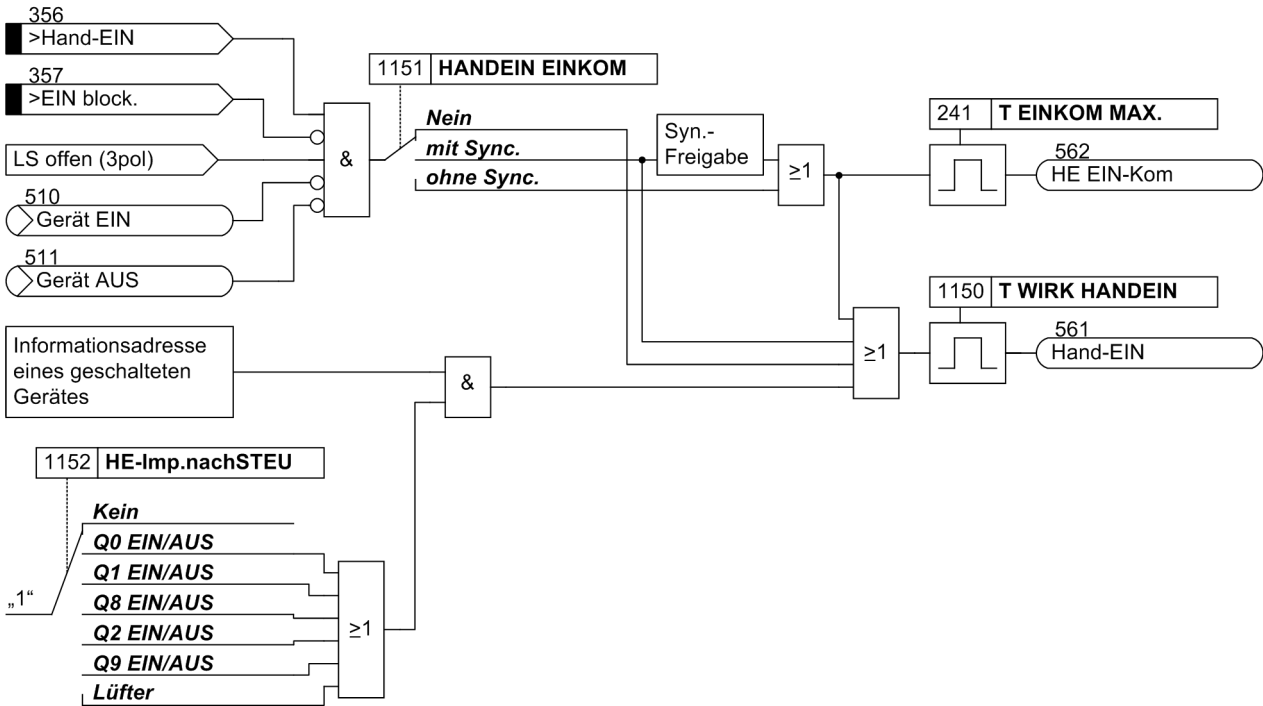 356
>Hand-EIN
357
>EIN block.
LS offen (3pol)
510
Gerät EIN
511
Gerät AUS
&
1151 HANDEIN EINKOM
Nein
mit Sync.
ohne Sync.
Syn.-
Freigabe
≥1
241 T EINKOM MAX.
562
HE EIN-Kom
1150 T WIRK HANDEIN
561
Hand-EIN
≥1
Informationsadresse
eines geschalteten
Gerätes
&
1152 HE-Imp.nachSTEU
Kein
Q0 EIN/AUS
Q1 EIN/AUS
Q8 EIN/AUS
Q2 EIN/AUS
Q9 EIN/AUS
Lüfter
„1“
≥1